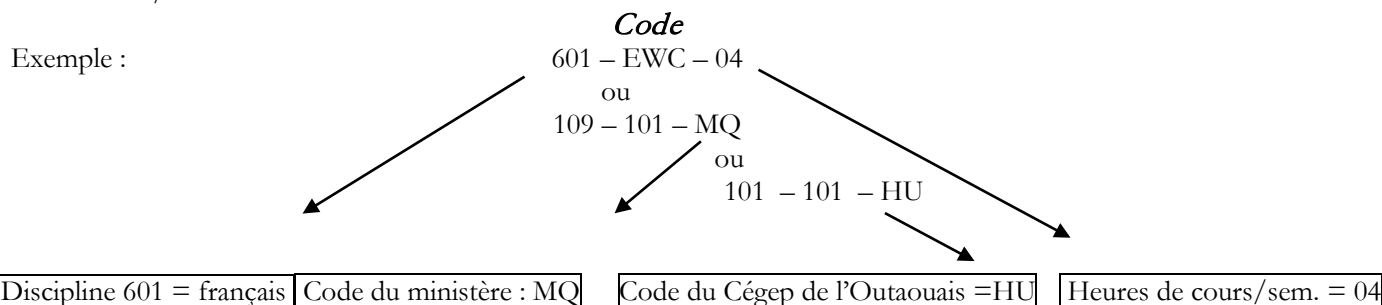 Code
Exemple :
601 – EWC – 04
ou
109 – 101 – MQ
ou
101 – 101 – HU
Discipline 601 = français
Code du ministère : MQ
Code du Cégep de l'Outaouais =HU
Heures de cours/sem. = 04